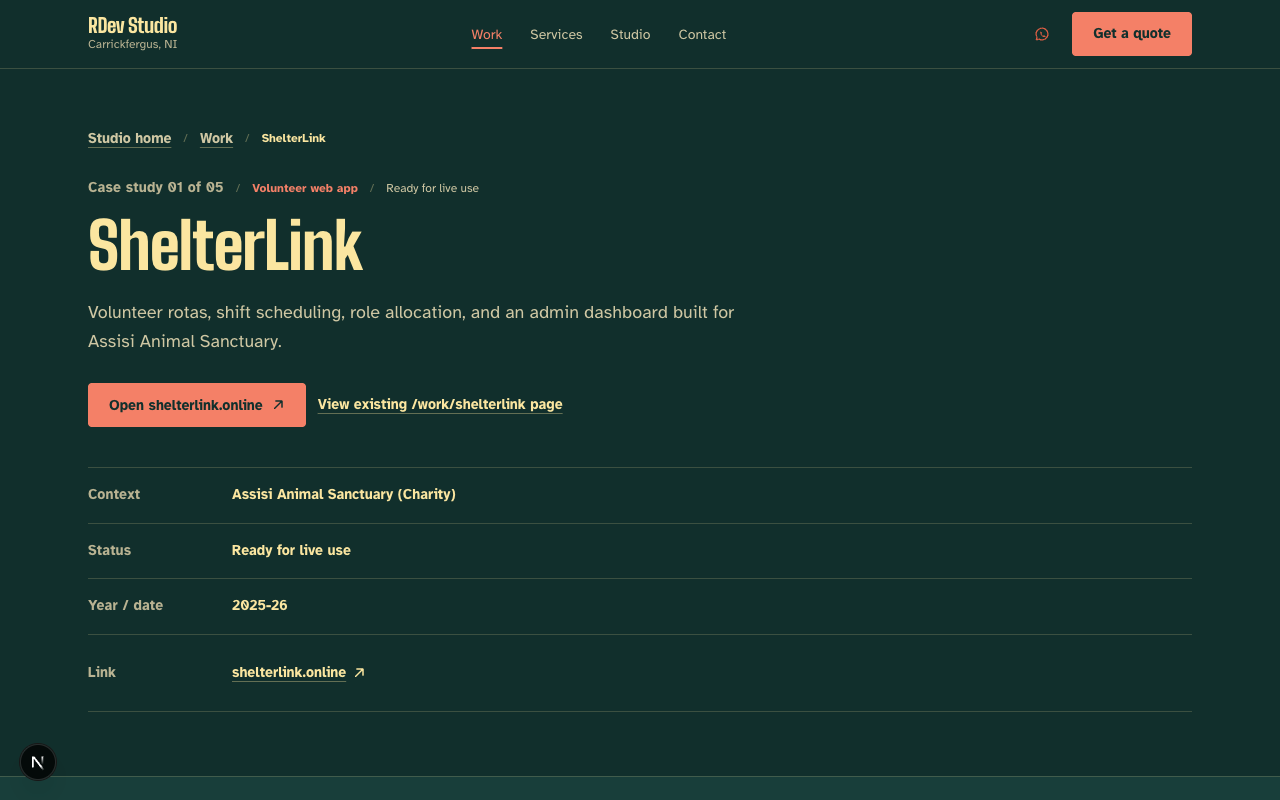 RDev Studio
Carrickfergus, NI
Work
Services
Studio
Contact
Get a quote
Studio home / Work / ShelterLink
Case study 01 of 05 / Volunteer web app / Ready for live use
ShelterLink
Volunteer rotas, shift scheduling, role allocation, and an admin dashboard built for
Assisi Animal Sanctuary.
Open shelterlink.online
View existing /work/shelterlink page
Context
Assisi Animal Sanctuary (Charity)
Status
Ready for live use
Year / date
2025-26
Link
shelterlink.online
N